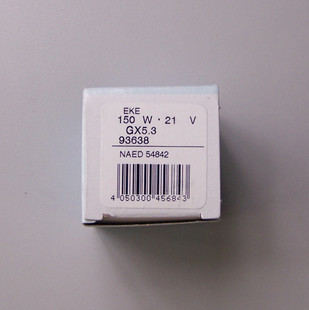 EKE
150 W · 21 V
GX5.3
93638
NAED 54842
4 050300 456843